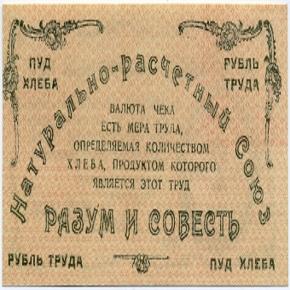 ПУД ХЛЕБА
РУБЛЬ ТРУДА
Натурально-расчетный Союз
ВАЛЮТА ЧЕКА
ЕСТЬ МЕРА ТРУДА,
ОПРЕДЕЛЯЕМАЯ КОЛИЧЕСТВОМ
ХЛЕБА, ПРОДУКТОМ КОТОРОГО
ЯВЛЯЕТСЯ ЭТОТ ТРУД
РАЗУМ И СОВЕСТЬ
РУБЛЬ ТРУДА
ПУД ХЛЕБА